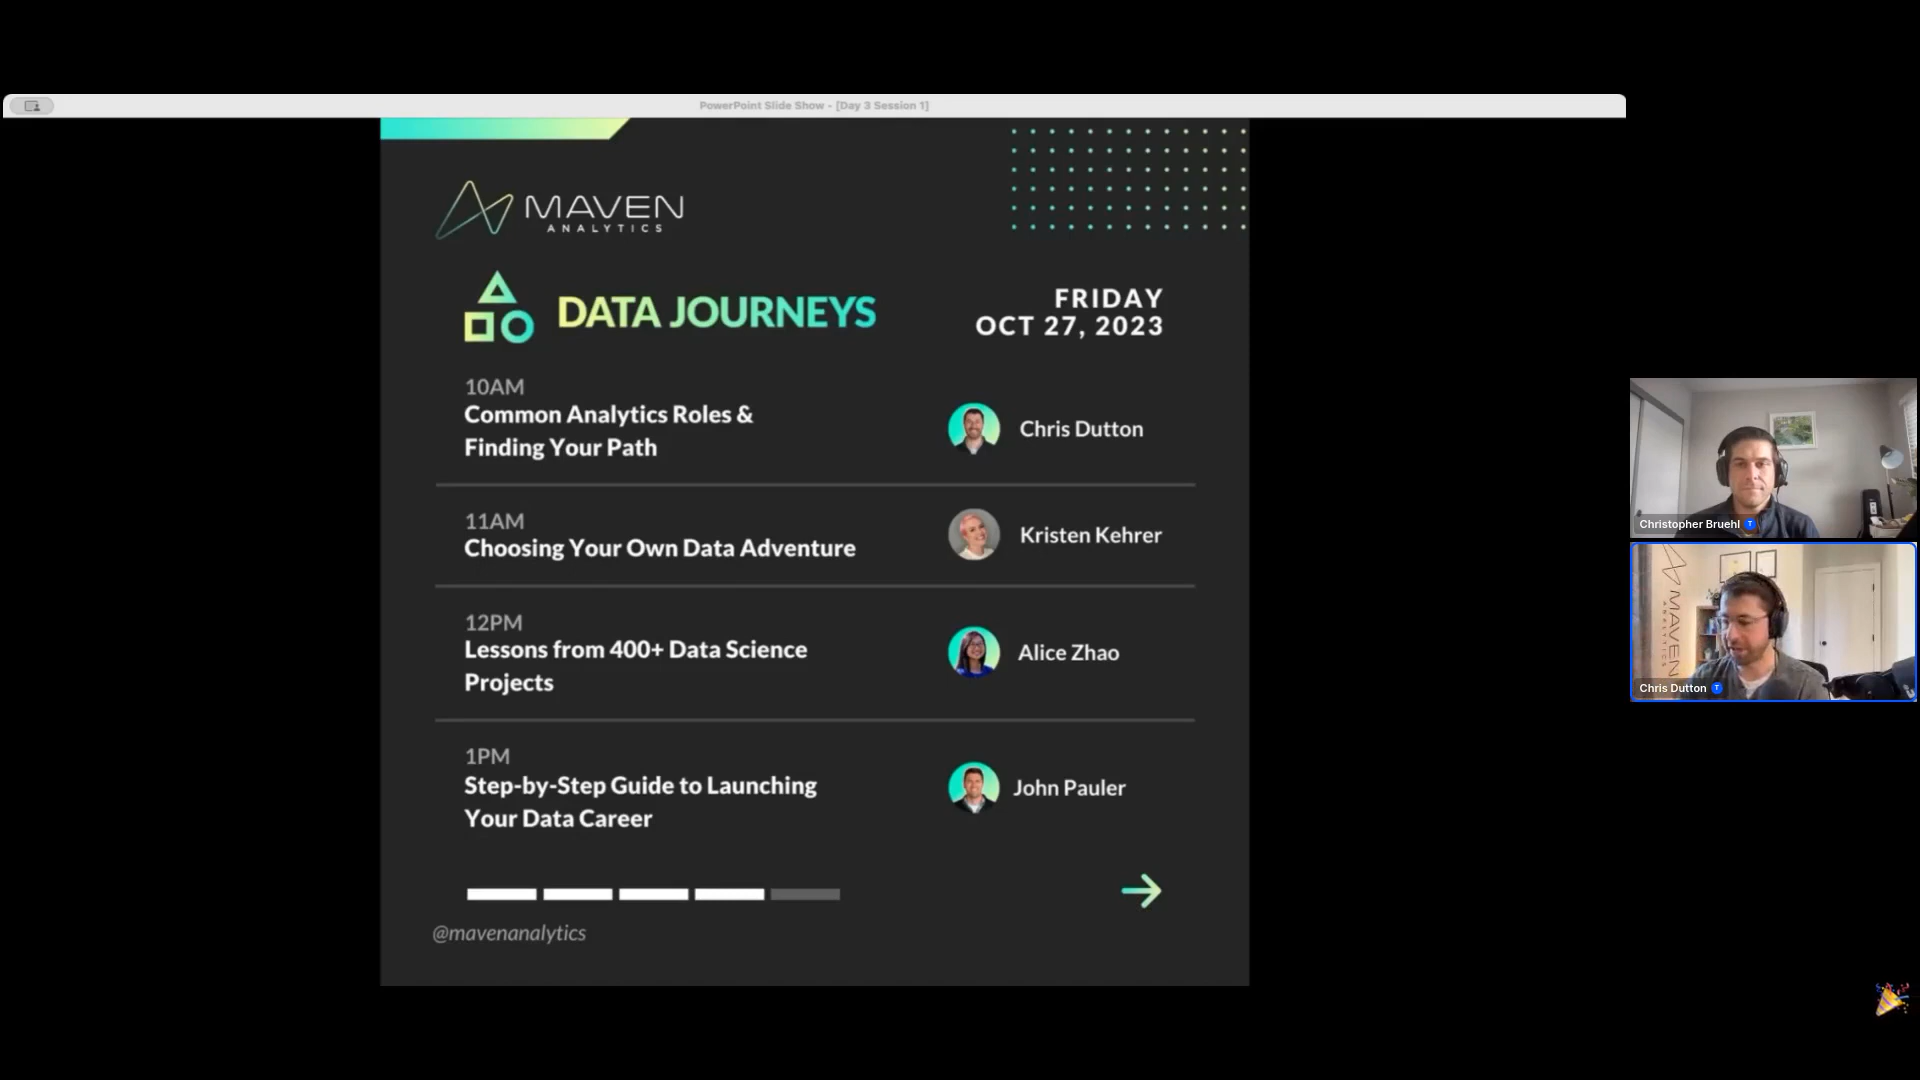 PowerPoint Slide Show - [Day 3 Session 1]
MAVEN
ANALYTICS
DATA JOURNEYS
FRIDAY
OCT 27, 2023
10AM
Common Analytics Roles &
Finding Your Path
Chris Dutton
11AM
Choosing Your Own Data Adventure
Kristen Kehrer
12PM
Lessons from 400+ Data Science
Projects
Alice Zhao
1PM
Step-by-Step Guide to Launching
Your Data Career
John Pauler
@mavenanalytics
Christopher Bruehl T
MAVEN
ANALYTICS
Chris Dutton T